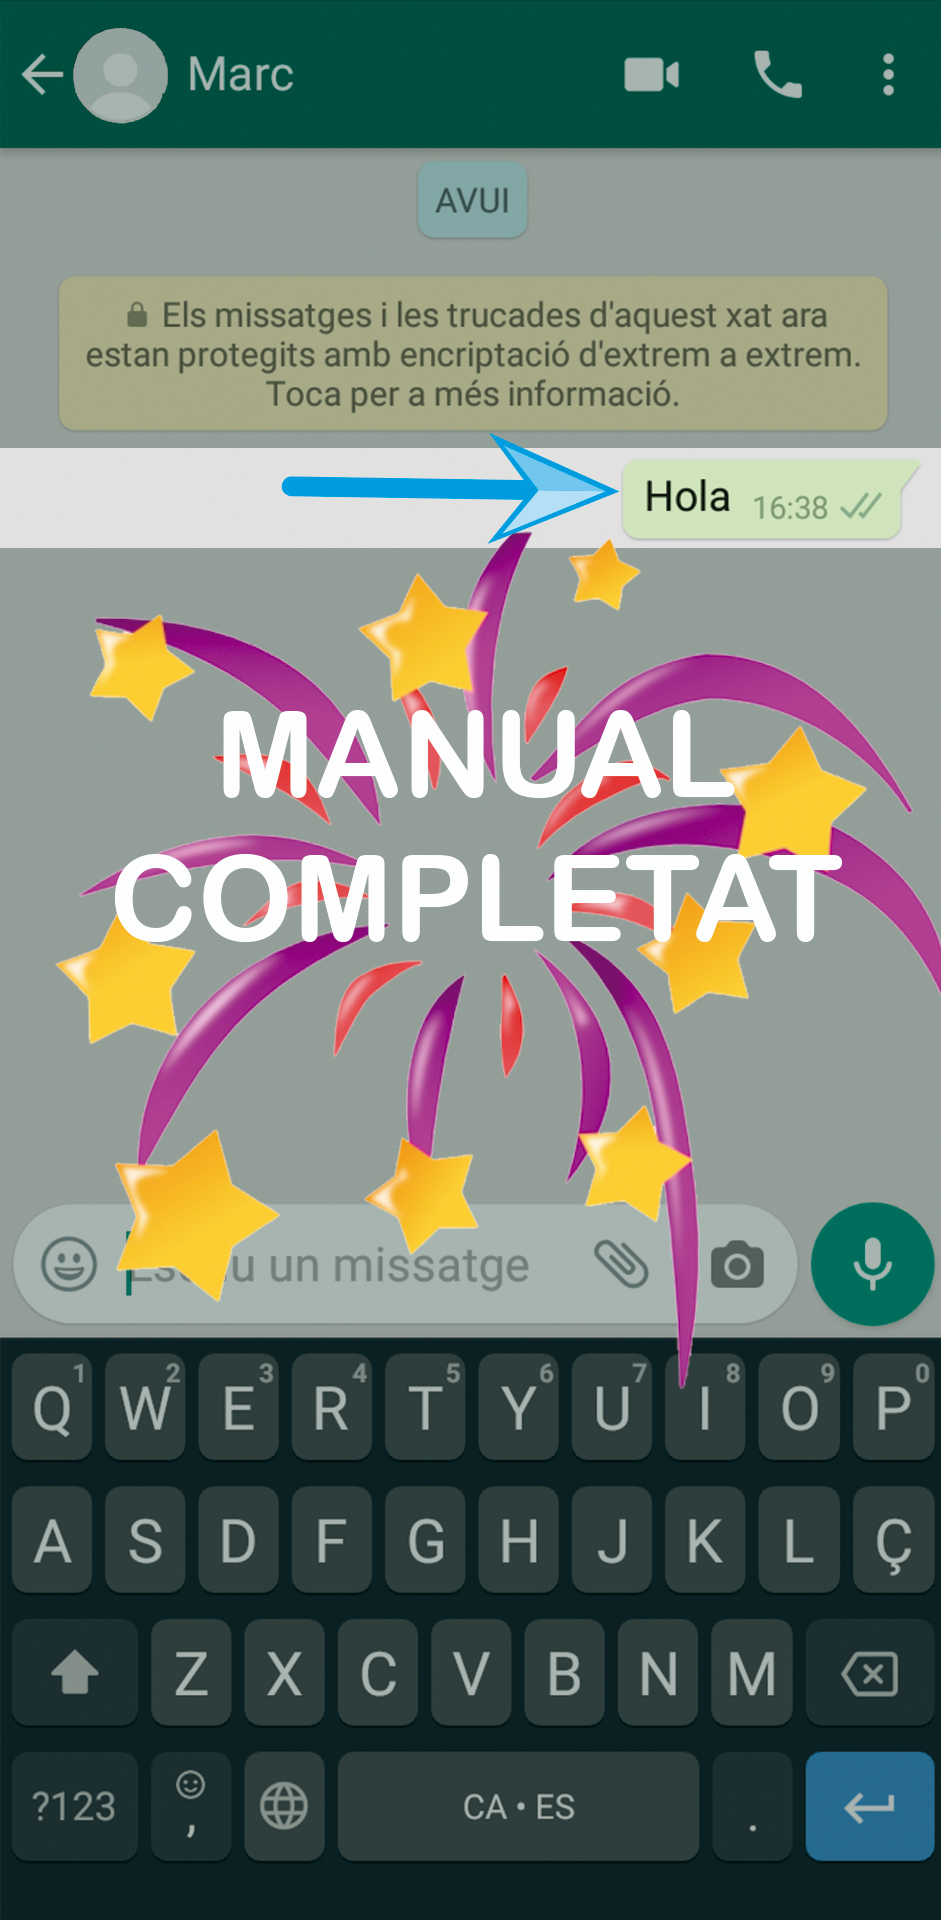 Marc
AVUI
Els missatges i les trucades d'aquest xat ara
estan protegits amb encriptació d'extrem a extrem.
Toca per a més informació.
Hola 16:38
MANUAL
COMPLETAT
un missatge
1 2 3 4 5 6 7 8 9 0
Q W E R T Y U I O P
A S D F G H J K L Ç
Z X C V B N M
?123 , CA • ES .